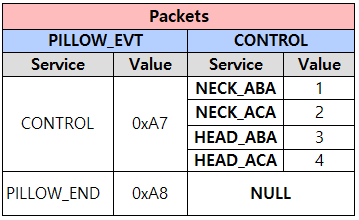 Packets
PILLOW_EVT CONTROL
Service Value Service Value
CONTROL 0xA7 NECK_ABA 1
NECK_ACA 2
HEAD_ABA 3
HEAD_ACA 4
PILLOW_END 0xA8 NULL